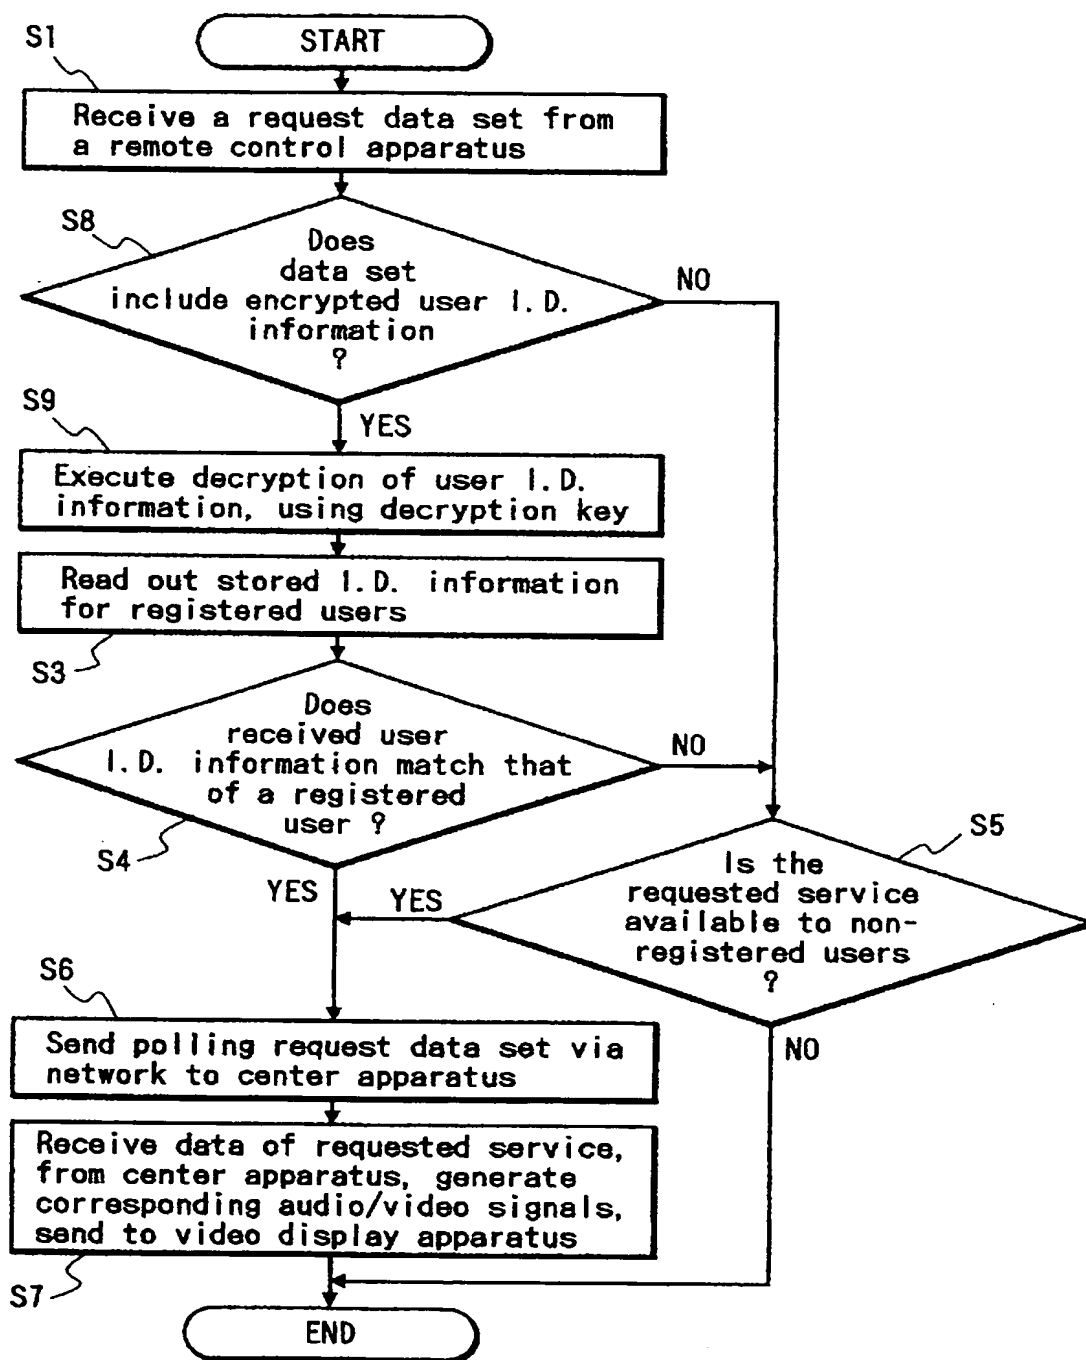 START
S1
Receive a request data set from
a remote control apparatus
S8
Does
data set
include encrypted user I.D.
information
?
NO
YES
S9
Execute decryption of user I.D.
information, using decryption key
Read out stored I.D. information
for registered users
S3
Does
received user
I.D. information match that
of a registered
user ?
NO
S4
YES
S5
Is the
requested service
available to non-
registered users
?
YES
NO
S6
Send polling request data set via
network to center apparatus
Receive data of requested service,
from center apparatus, generate
corresponding audio/video signals,
send to video display apparatus
S7
END